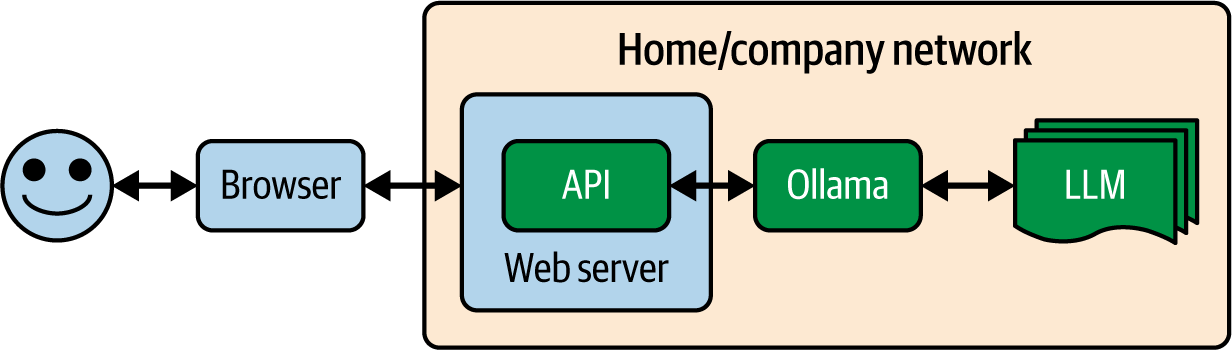 Home/company network
Browser
API
Web server
Ollama
LLM